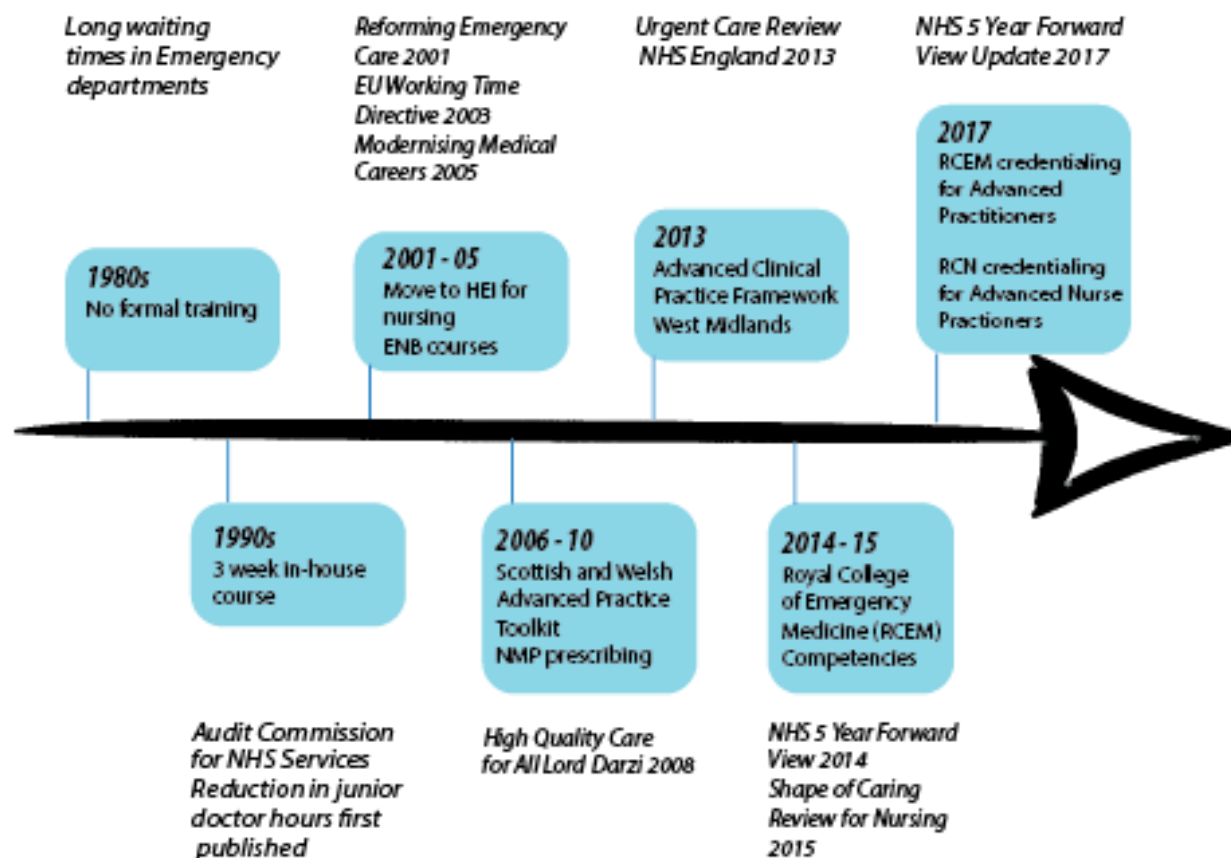 Long waiting
times in Emergency
departments
Reforming Emergency
Care 2001
EU Working Time
Directive 2003
Modernising Medical
Careers 2005
Urgent Care Review
NHS England 2013
NHS 5 Year Forward
View Update 2017
1980s
No formal training
2001 - 05
Move to HEI for
nursing
ENB courses
2013
Advanced Clinical
Practice Framework
West Midlands
2017
RCEM credentialing
for Advanced
Practitioners
RCN credentialing
for Advanced Nurse
Practioners
1990s
3 week in-house
course
2006 - 10
Scottish and Welsh
Advanced Practice
Toolkit
NMP prescribing
2014 - 15
Royal College
of Emergency
Medicine (RCEM)
Competencies
Audit Commission
for NHS Services
Reduction in junior
doctor hours first
published
High Quality Care
for All Lord Darzi 2008
NHS 5 Year Forward
View 2014
Shape of Caring
Review for Nursing
2015